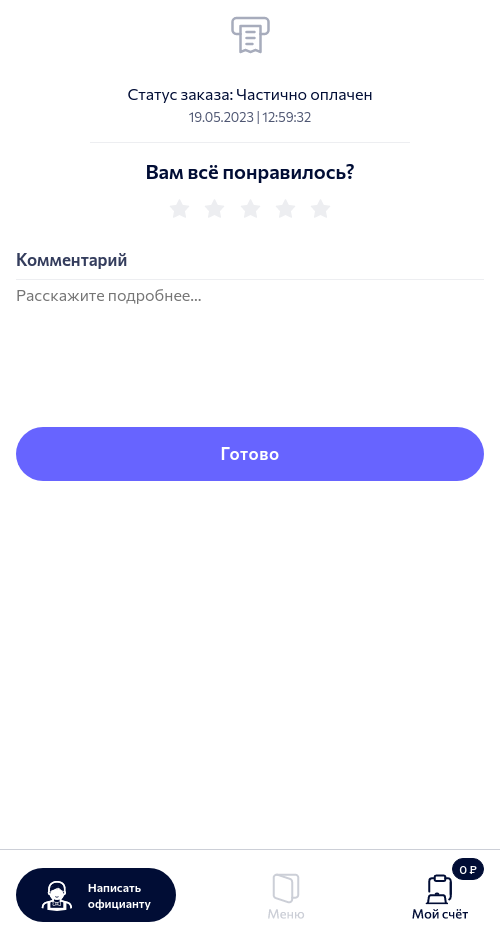 Статус заказа: Частично оплачен
19.05.2023 | 12:59:32
Вам всё понравилось?
Комментарий
Расскажите подробнее...
Готово
Написать
официанту
Меню
0 ₽
Мой счёт